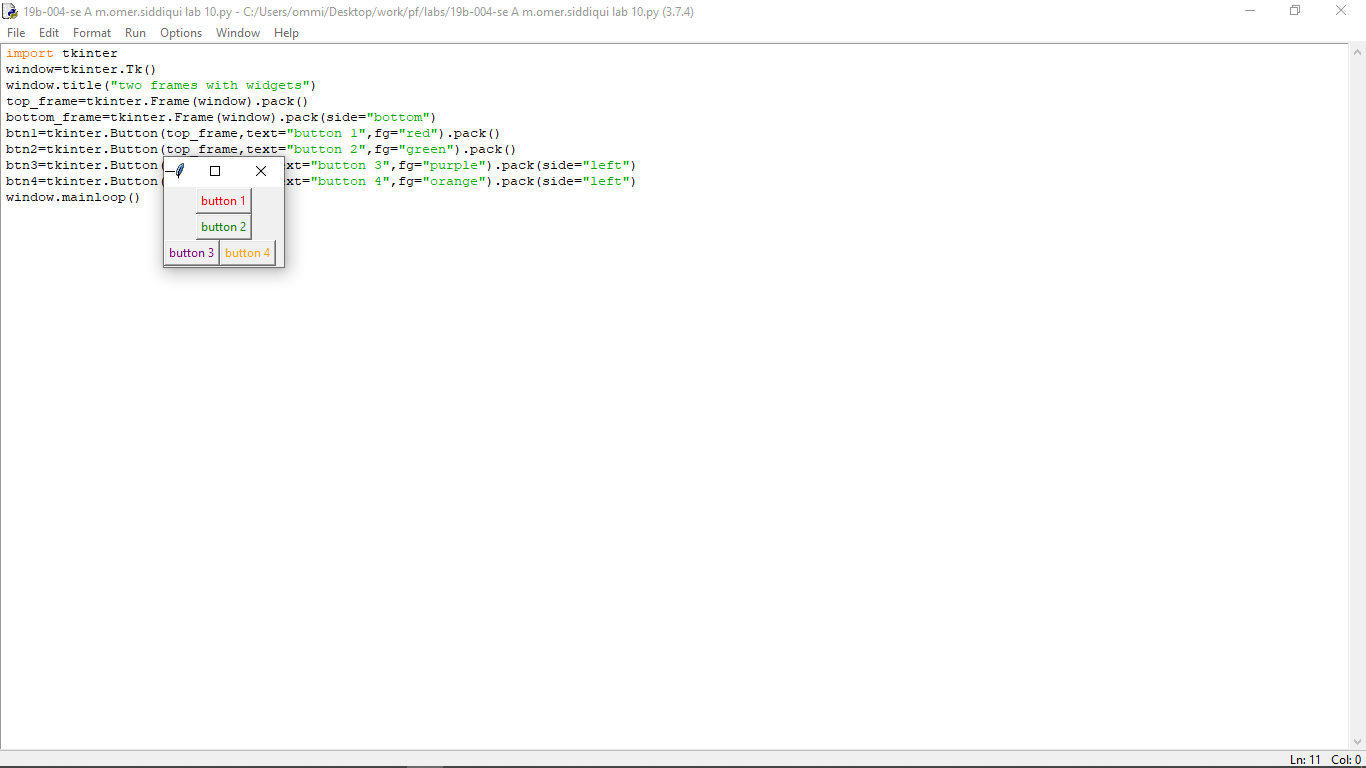 19b-004-se A m.omer.siddiqui lab 10.py - C:/Users/ommi/Desktop/work/pf/labs/19b-004-se A m.omer.siddiqui lab 10.py (3.7.4)
File Edit Format Run Options Window Help
import tkinter
window=tkinter.Tk()
window.title("two frames with widgets")
top_frame=tkinter.Frame(window).pack()
bottom_frame=tkinter.Frame(window).pack(side="bottom")
btn1=tkinter.Button(top_frame,text="button 1",fg="red").pack()
btn2=tkinter.Button(top_frame,text="button 2",fg="green").pack()
btn3=tkinter.Button( xt="button 3",fg="purple").pack(side="left")
btn4=tkinter.Button( xt="button 4",fg="orange").pack(side="left")
window.mainloop()
button 1
button 2
button 3 button 4
Ln: 11 Col: 0